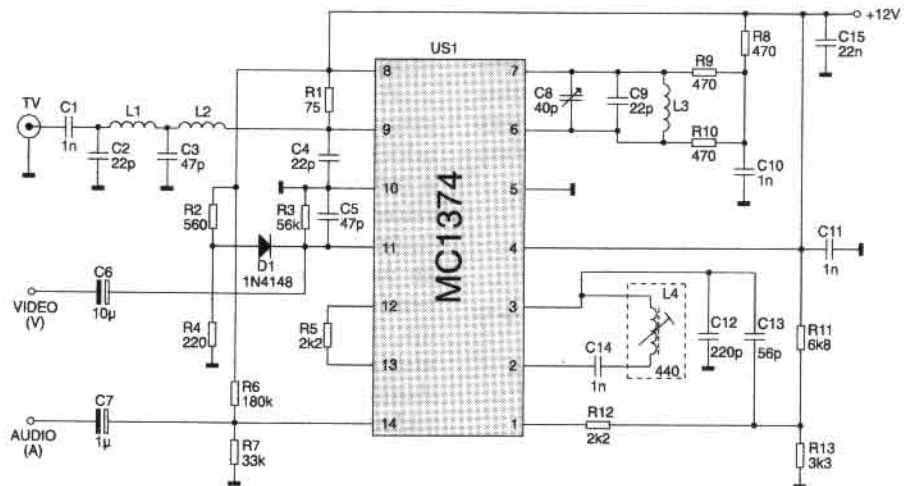 +12V
US1
R8
470
C15
22n
8
7
R9
470
R1
75
C8
40p
C9
22p
L3
TV
C1
1n
L1
L2
9
6
R10
470
C2
22p
C3
47p
C4
22p
C10
1n
10
5
R2
560
R3
56k
C5
47p
MC1374
C11
1n
11
4
D1
1N4148
C6
10μ
VIDEO
(V)
12
3
L4
440
R4
220
R5
2k2
C12
220p
C13
56p
R11
6k8
C14
1n
13
2
R6
180k
C7
1μ
AUDIO
(A)
14
1
R12
2k2
R7
33k
R13
3k3